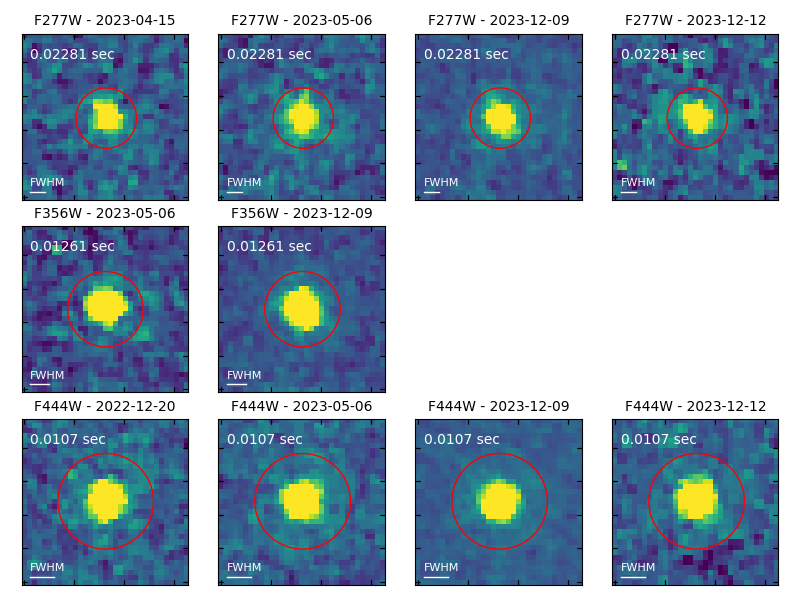 F277W - 2023-04-15
F277W - 2023-05-06
F277W - 2023-12-09
F277W - 2023-12-12
0.02281 sec
0.02281 sec
0.02281 sec
0.02281 sec
FWHM
FWHM
FWHM
FWHM
F356W - 2023-05-06
F356W - 2023-12-09
0.01261 sec
0.01261 sec
FWHM
FWHM
F444W - 2022-12-20
F444W - 2023-05-06
F444W - 2023-12-09
F444W - 2023-12-12
0.0107 sec
0.0107 sec
0.0107 sec
0.0107 sec
FWHM
FWHM
FWHM
FWHM